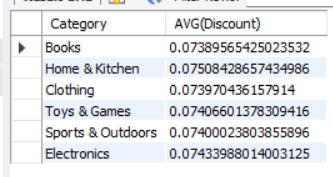 Category AVG(Discount)
Books 0.07389565425023532
Home & Kitchen 0.07508428657434986
Clothing 0.073970436157914
Toys & Games 0.07406601378309416
Sports & Outdoors 0.07400023803855896
Electronics 0.07433988014003125